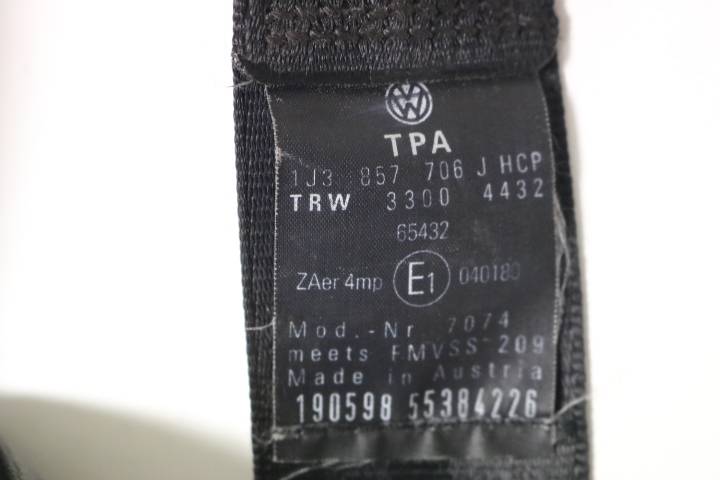 TPA
1J3 857 706 J HCP
TRW 3300 4432
65432
ZAer 4mp E1 040180
Mod.-Nr 7074
meets FMVSS 209
Made in Austria
190598 55384226